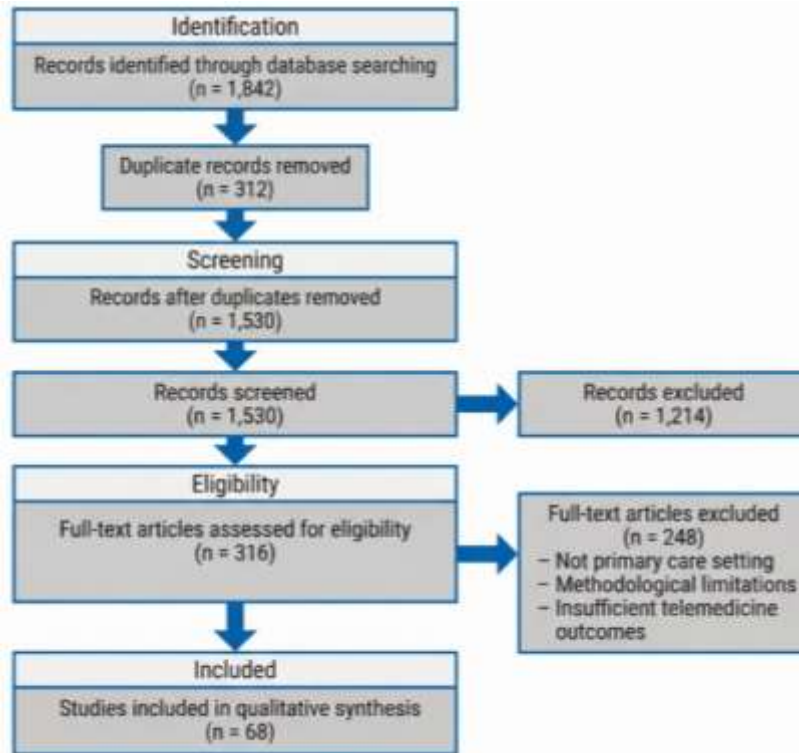 Identification
Records identified through database searching
(n = 1,842)
Duplicate records removed
(n = 312)
Screening
Records after duplicates removed
(n = 1,530)
Records screened
(n = 1,530)
Records excluded
(n = 1,214)
Eligibility
Full-text articles assessed for eligibility
(n = 316)
Full-text articles excluded
(n = 248)
– Not primary care setting
– Methodological limitations
– Insufficient telemedicine
outcomes
Included
Studies included in qualitative synthesis
(n = 68)